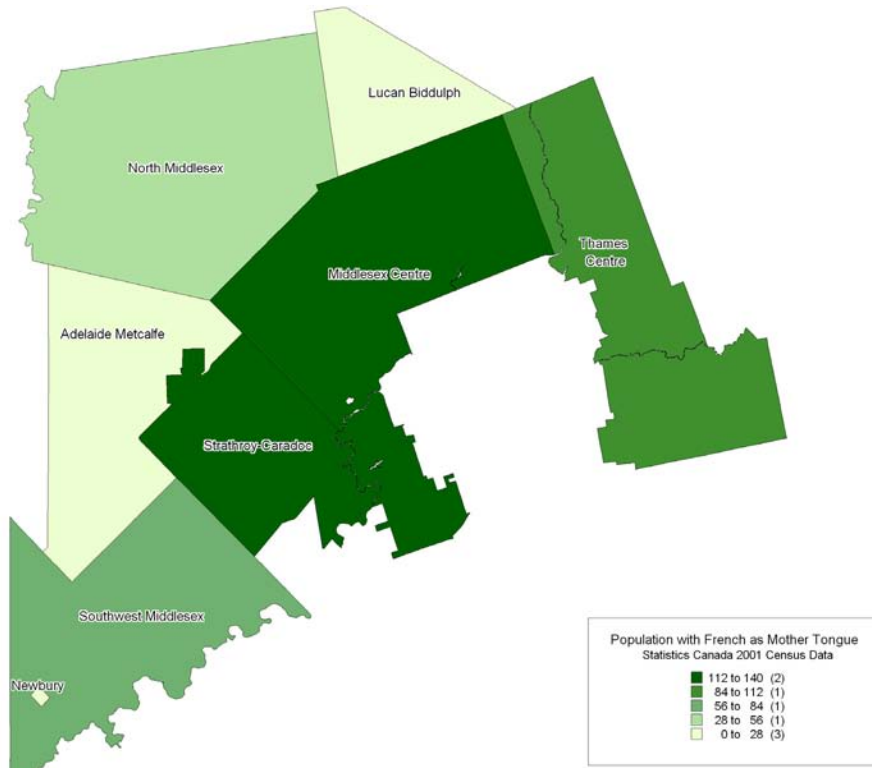 Lucan Biddulph
North Middlesex
Thames
Centre
Middlesex Centre
Adelaide Metcalfe
Strathroy-Caradoc
Southwest Middlesex
Newbury
Population with French as Mother Tongue
Statistics Canada 2001 Census Data
112 to 140 (2)
84 to 112 (1)
56 to 84 (1)
28 to 56 (1)
0 to 28 (3)